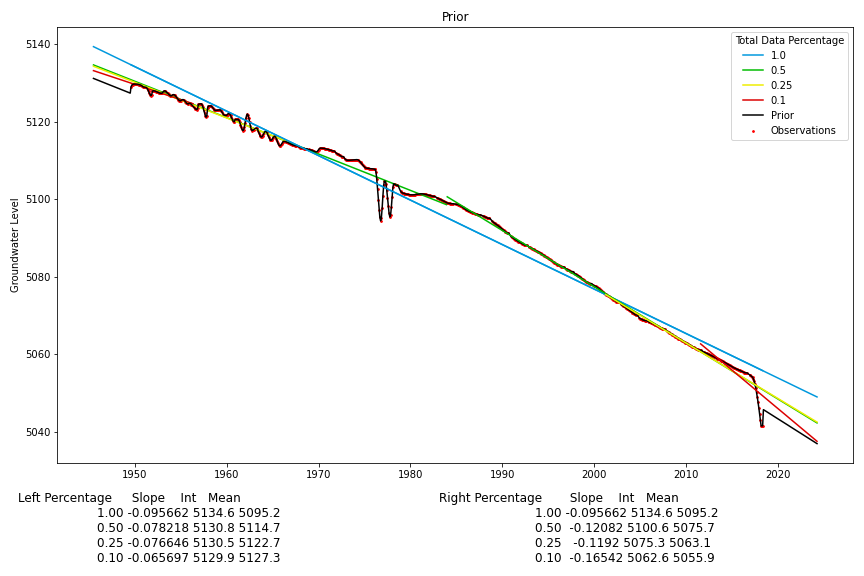 Prior
Total Data Percentage
1.0
0.5
0.25
0.1
Prior
Observations
Groundwater Level
5140
5120
5100
5080
5060
5040
1950 1960 1970 1980 1990 2000 2010 2020
Left Percentage Slope Int Mean
1.00 -0.095662 5134.6 5095.2
0.50 -0.078218 5130.8 5114.7
0.25 -0.076646 5130.5 5122.7
0.10 -0.065697 5129.9 5127.3
Right Percentage Slope Int Mean
1.00 -0.095662 5134.6 5095.2
0.50 -0.12082 5100.6 5075.7
0.25 -0.1192 5075.3 5063.1
0.10 -0.16542 5062.6 5055.9